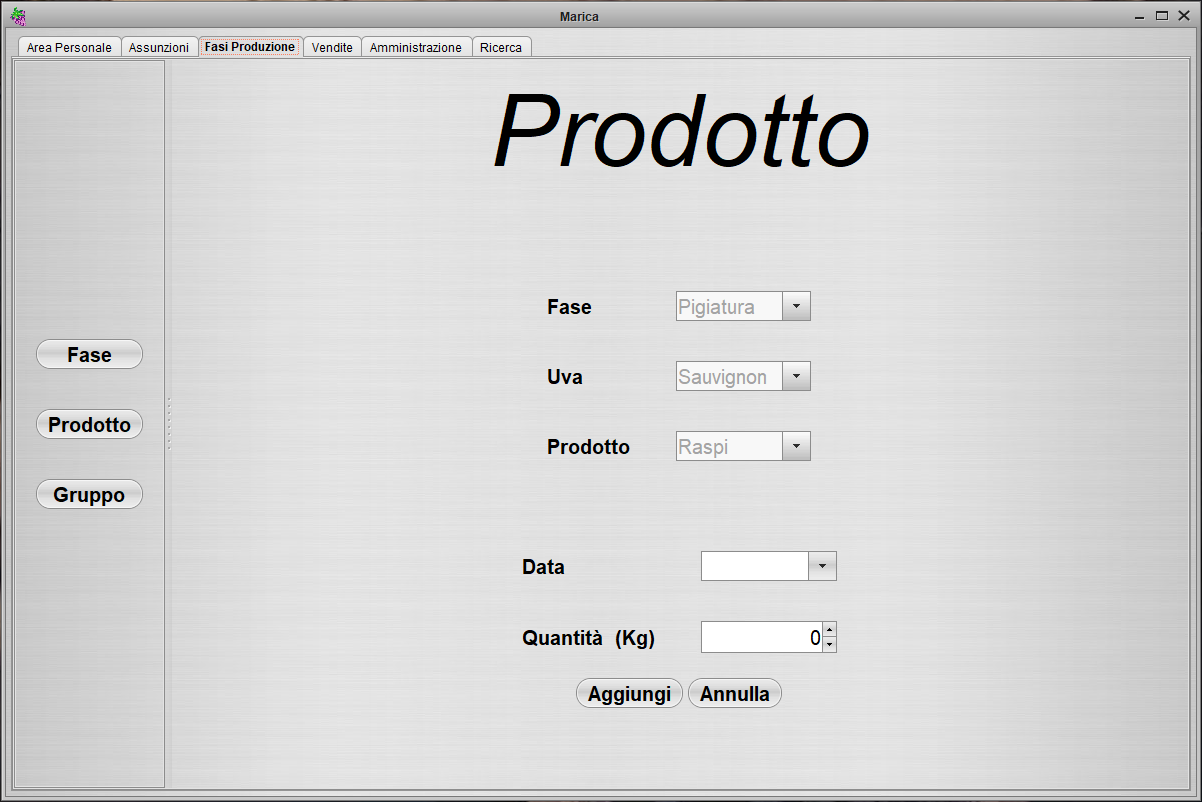 Marica
Area Personale Assunzioni Fasi Produzione Vendite Amministrazione Ricerca
Prodotto
Fase Pigiatura
Uva Sauvignon
Prodotto Raspi
Fase
Prodotto
Gruppo
Data
Quantità (Kg) 0
Aggiungi Annulla